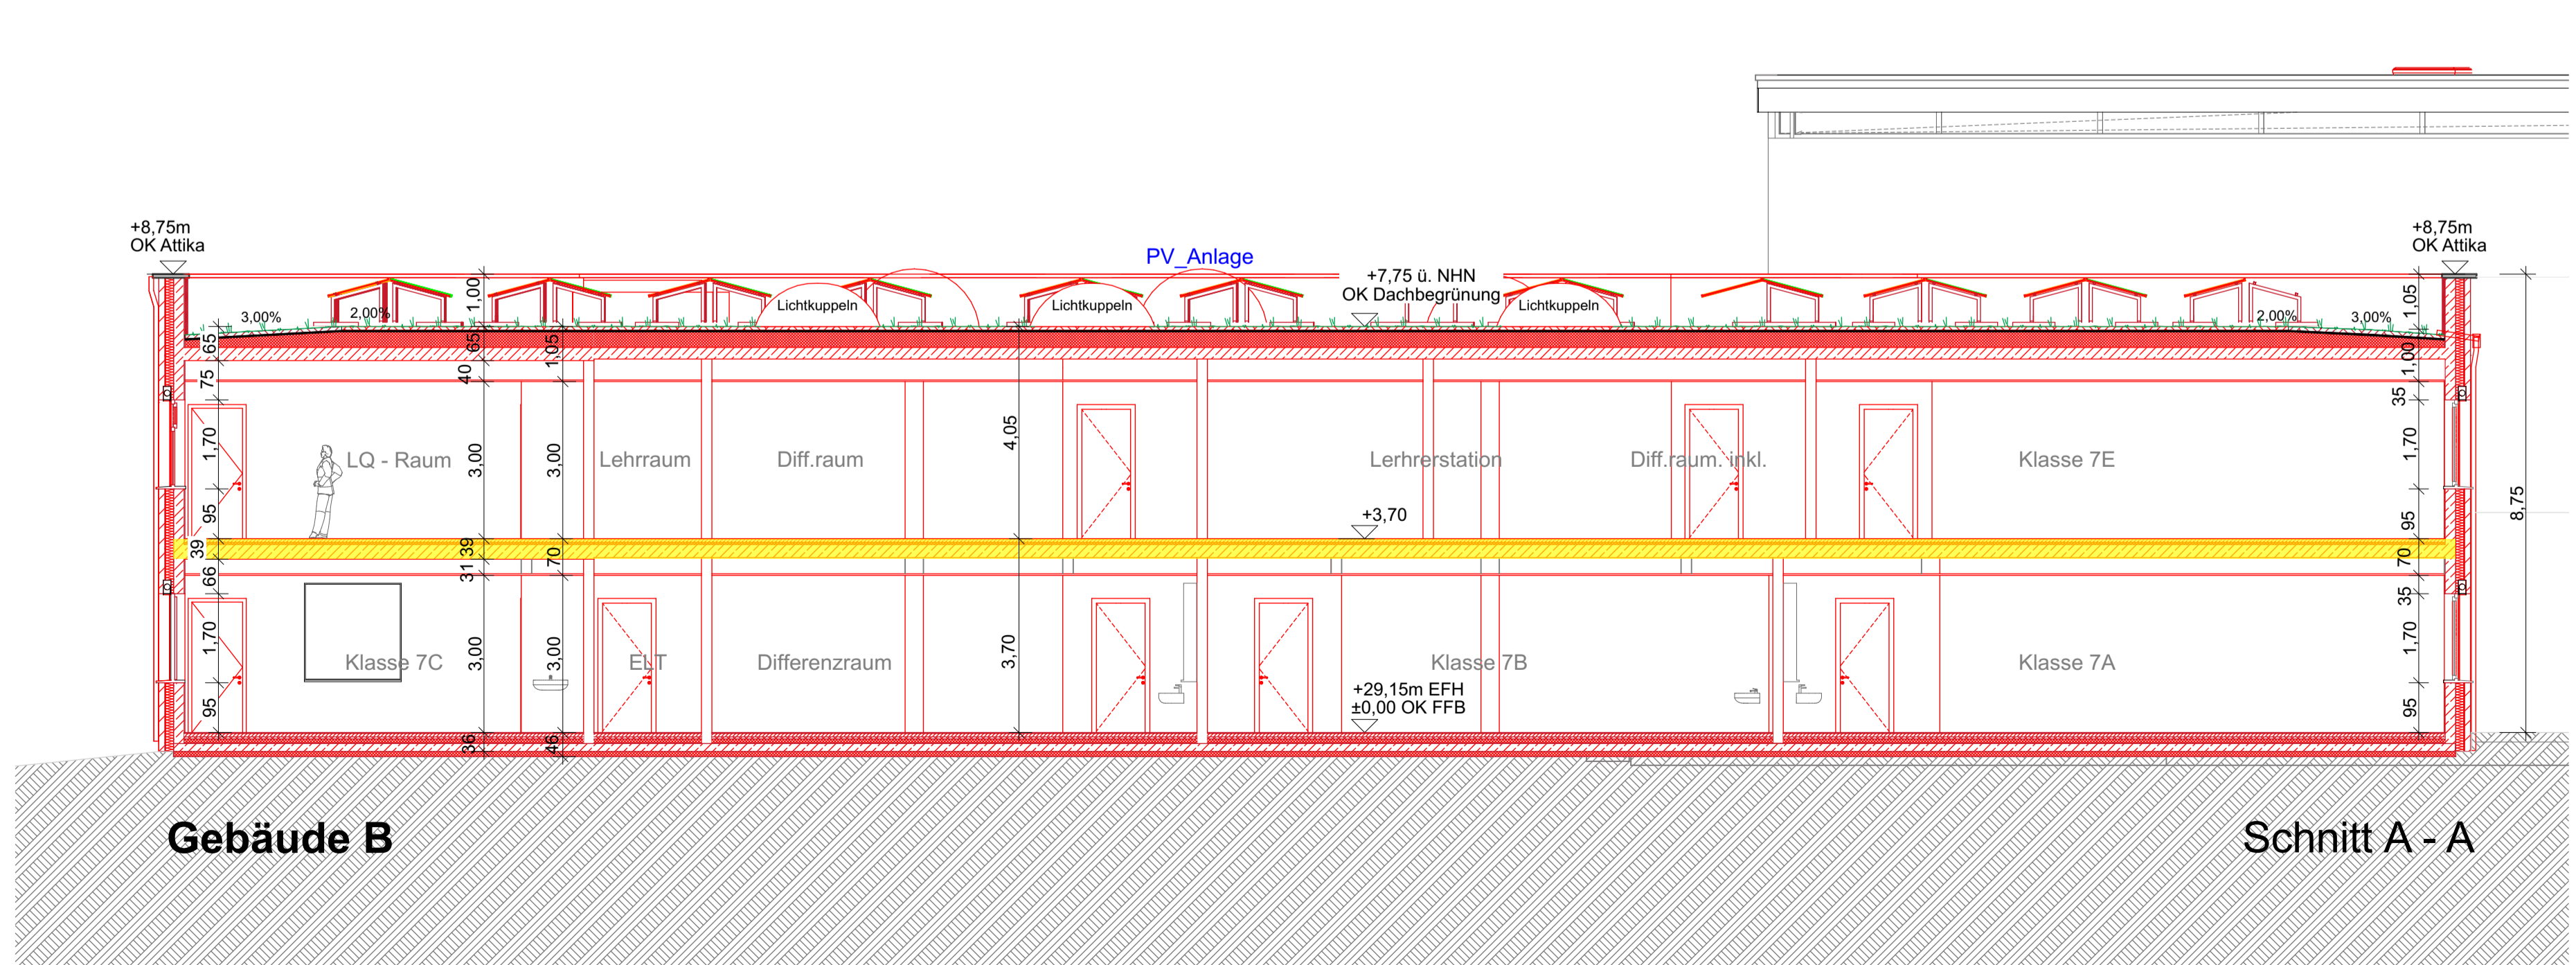 +8,75m
OK Attika
PV_Anlage
+7,75 ü. NHN
OK Dachbegrünung
+8,75m
OK Attika
Lichtkuppeln
Lichtkuppeln
Lichtkuppeln
3,00%
2,00%
2,00%
3,00%
1,00
1,05
65
65
1,05
1,00
75
40
35
1,70
3,00
3,00
4,05
1,70
8,75
LQ - Raum
Lehrraum
Diff.raum
Lerhrerstation
Diff.raum. inkl.
Klasse 7E
95
+3,70
95
39
39
70
70
66
31
35
1,70
3,00
3,00
3,70
1,70
Klasse 7C
ELT
Differenzraum
Klasse 7B
Klasse 7A
+29,15m EFH
±0,00 OK FFB
95
95
36
46
Gebäude B
Schnitt A - A